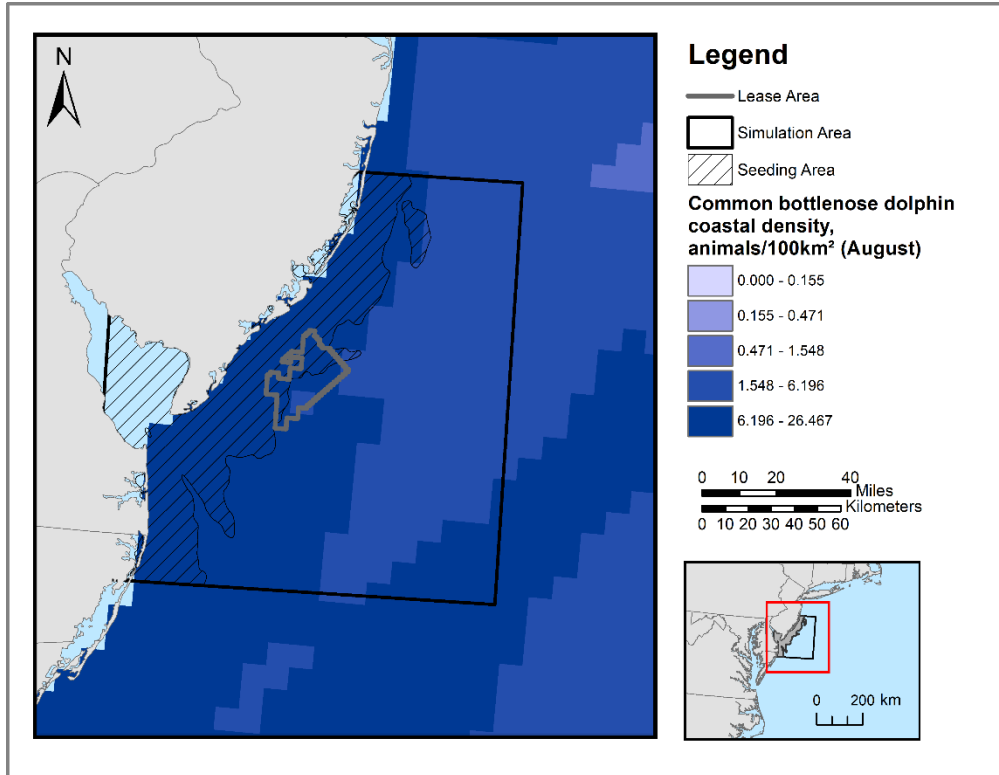 N
Legend
Lease Area
Simulation Area
Seeding Area
Common bottlenose dolphin
coastal density,
animals/100km² (August)
0.000 - 0.155
0.155 - 0.471
0.471 - 1.548
1.548 - 6.196
6.196 - 26.467
0 10 20 40
Miles
Kilometers
0 10 20 30 40 50 60
0 200 km